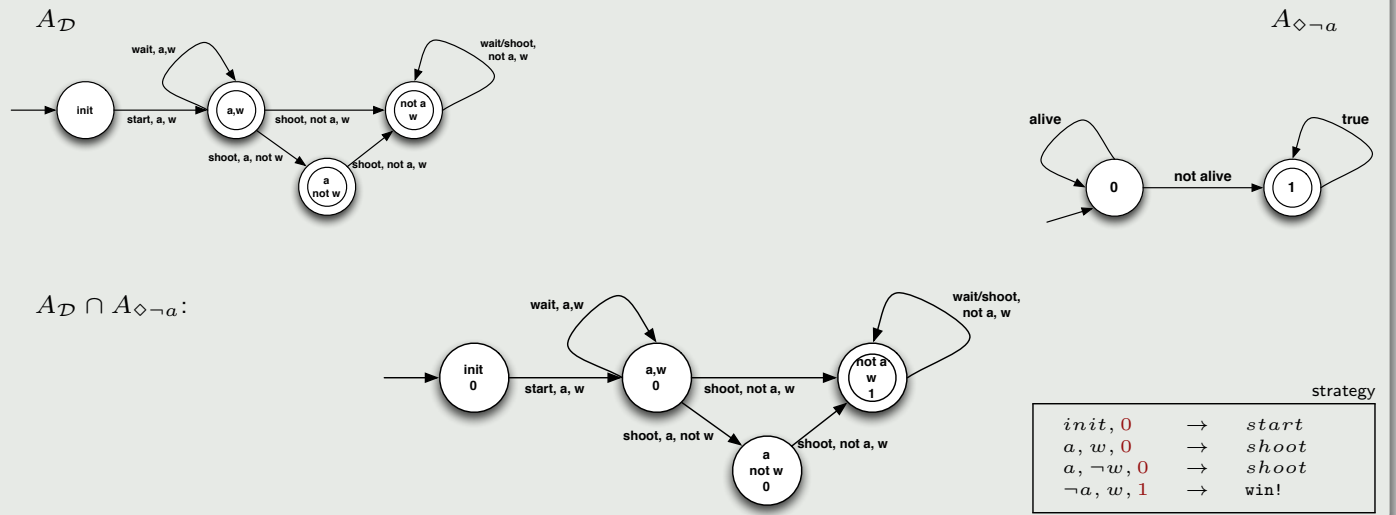 A_𝒟
wait, a,w
init
start, a, w
a,w
shoot, not a, w
not a
w
wait/shoot,
not a, w
shoot, a, not w
a
not w
shoot, not a, w
A_◇¬a
alive
0
not alive
1
true
A_𝒟 ∩ A_◇¬a:
init
0
start, a, w
wait, a,w
a,w
0
shoot, not a, w
not a
w
1
wait/shoot,
not a, w
shoot, a, not w
a
not w
0
shoot, not a, w
strategy
init, 0 → start
a, w, 0 → shoot
a, ¬w, 0 → shoot
¬a, w, 1 → win!